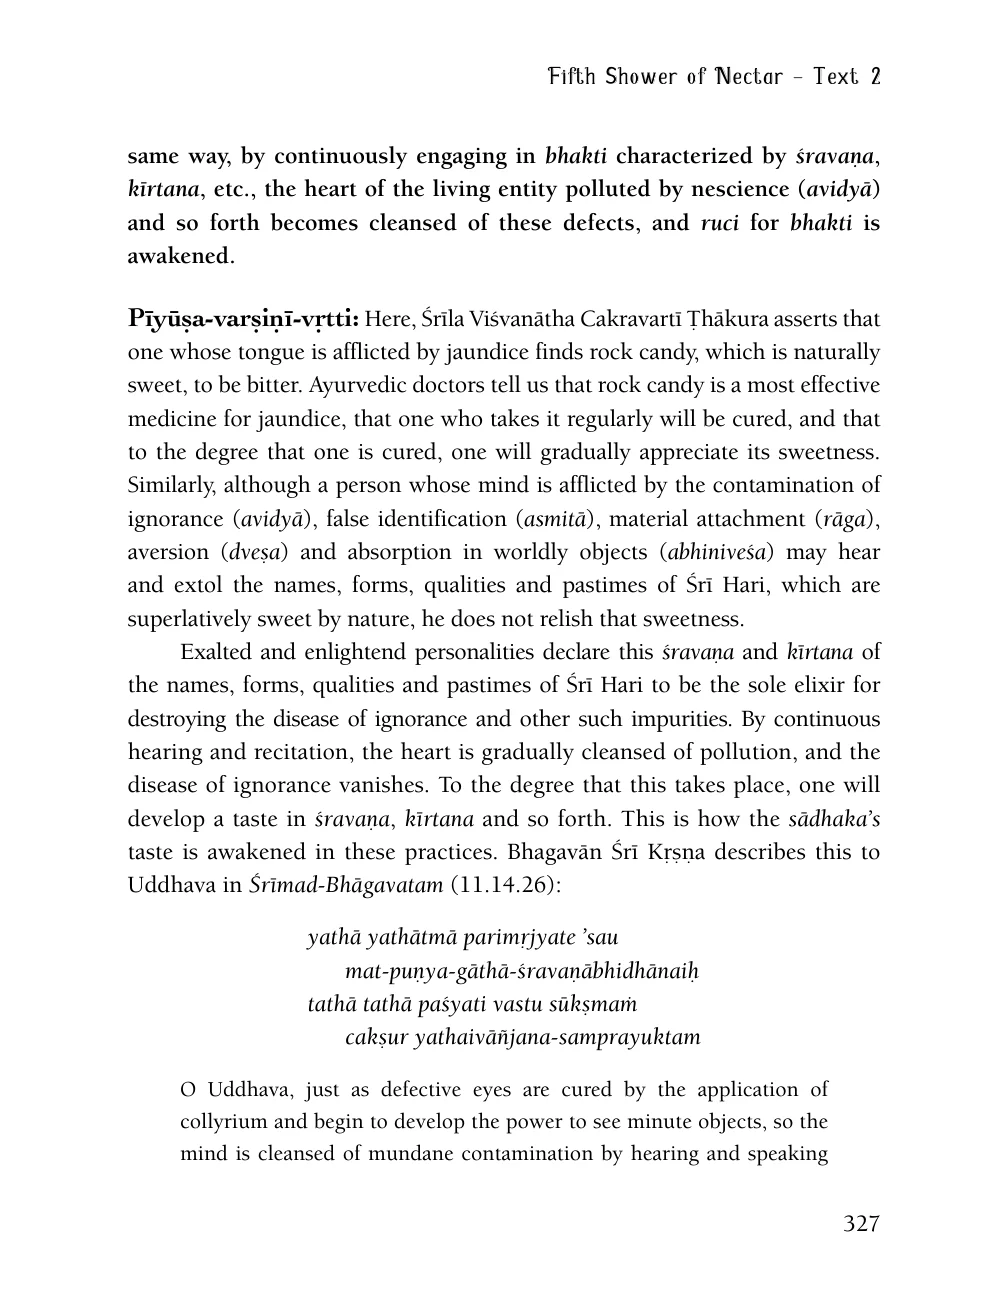 Fifth Shower of Nectar – Text 2
same way, by continuously engaging in bhakti characterized by śravaṇa,
kīrtana, etc., the heart of the living entity polluted by nescience (avidyā)
and so forth becomes cleansed of these defects, and ruci for bhakti is
awakened.
Pīyūṣa-varṣiṇī-vṛtti: Here, Śrīla Viśvanātha Cakravartī Ṭhākura asserts that
one whose tongue is afflicted by jaundice finds rock candy, which is naturally
sweet, to be bitter. Ayurvedic doctors tell us that rock candy is a most effective
medicine for jaundice, that one who takes it regularly will be cured, and that
to the degree that one is cured, one will gradually appreciate its sweetness.
Similarly, although a person whose mind is afflicted by the contamination of
ignorance (avidyā), false identification (asmitā), material attachment (rāga),
aversion (dveṣa) and absorption in worldly objects (abhiniveśa) may hear
and extol the names, forms, qualities and pastimes of Śrī Hari, which are
superlatively sweet by nature, he does not relish that sweetness.
Exalted and enlightend personalities declare this śravaṇa and kīrtana of
the names, forms, qualities and pastimes of Śrī Hari to be the sole elixir for
destroying the disease of ignorance and other such impurities. By continuous
hearing and recitation, the heart is gradually cleansed of pollution, and the
disease of ignorance vanishes. To the degree that this takes place, one will
develop a taste in śravaṇa, kīrtana and so forth. This is how the sādhaka’s
taste is awakened in these practices. Bhagavān Śrī Kṛṣṇa describes this to
Uddhava in Śrīmad-Bhāgavatam (11.14.26):
yathā yathātmā parimṛjyate ’sau
mat-puṇya-gāthā-śravaṇābhidhānaiḥ
tathā tathā paśyati vastu sūkṣmaṁ
cakṣur yathaivāñjana-samprayuktam
O Uddhava, just as defective eyes are cured by the application of
collyrium and begin to develop the power to see minute objects, so the
mind is cleansed of mundane contamination by hearing and speaking
327